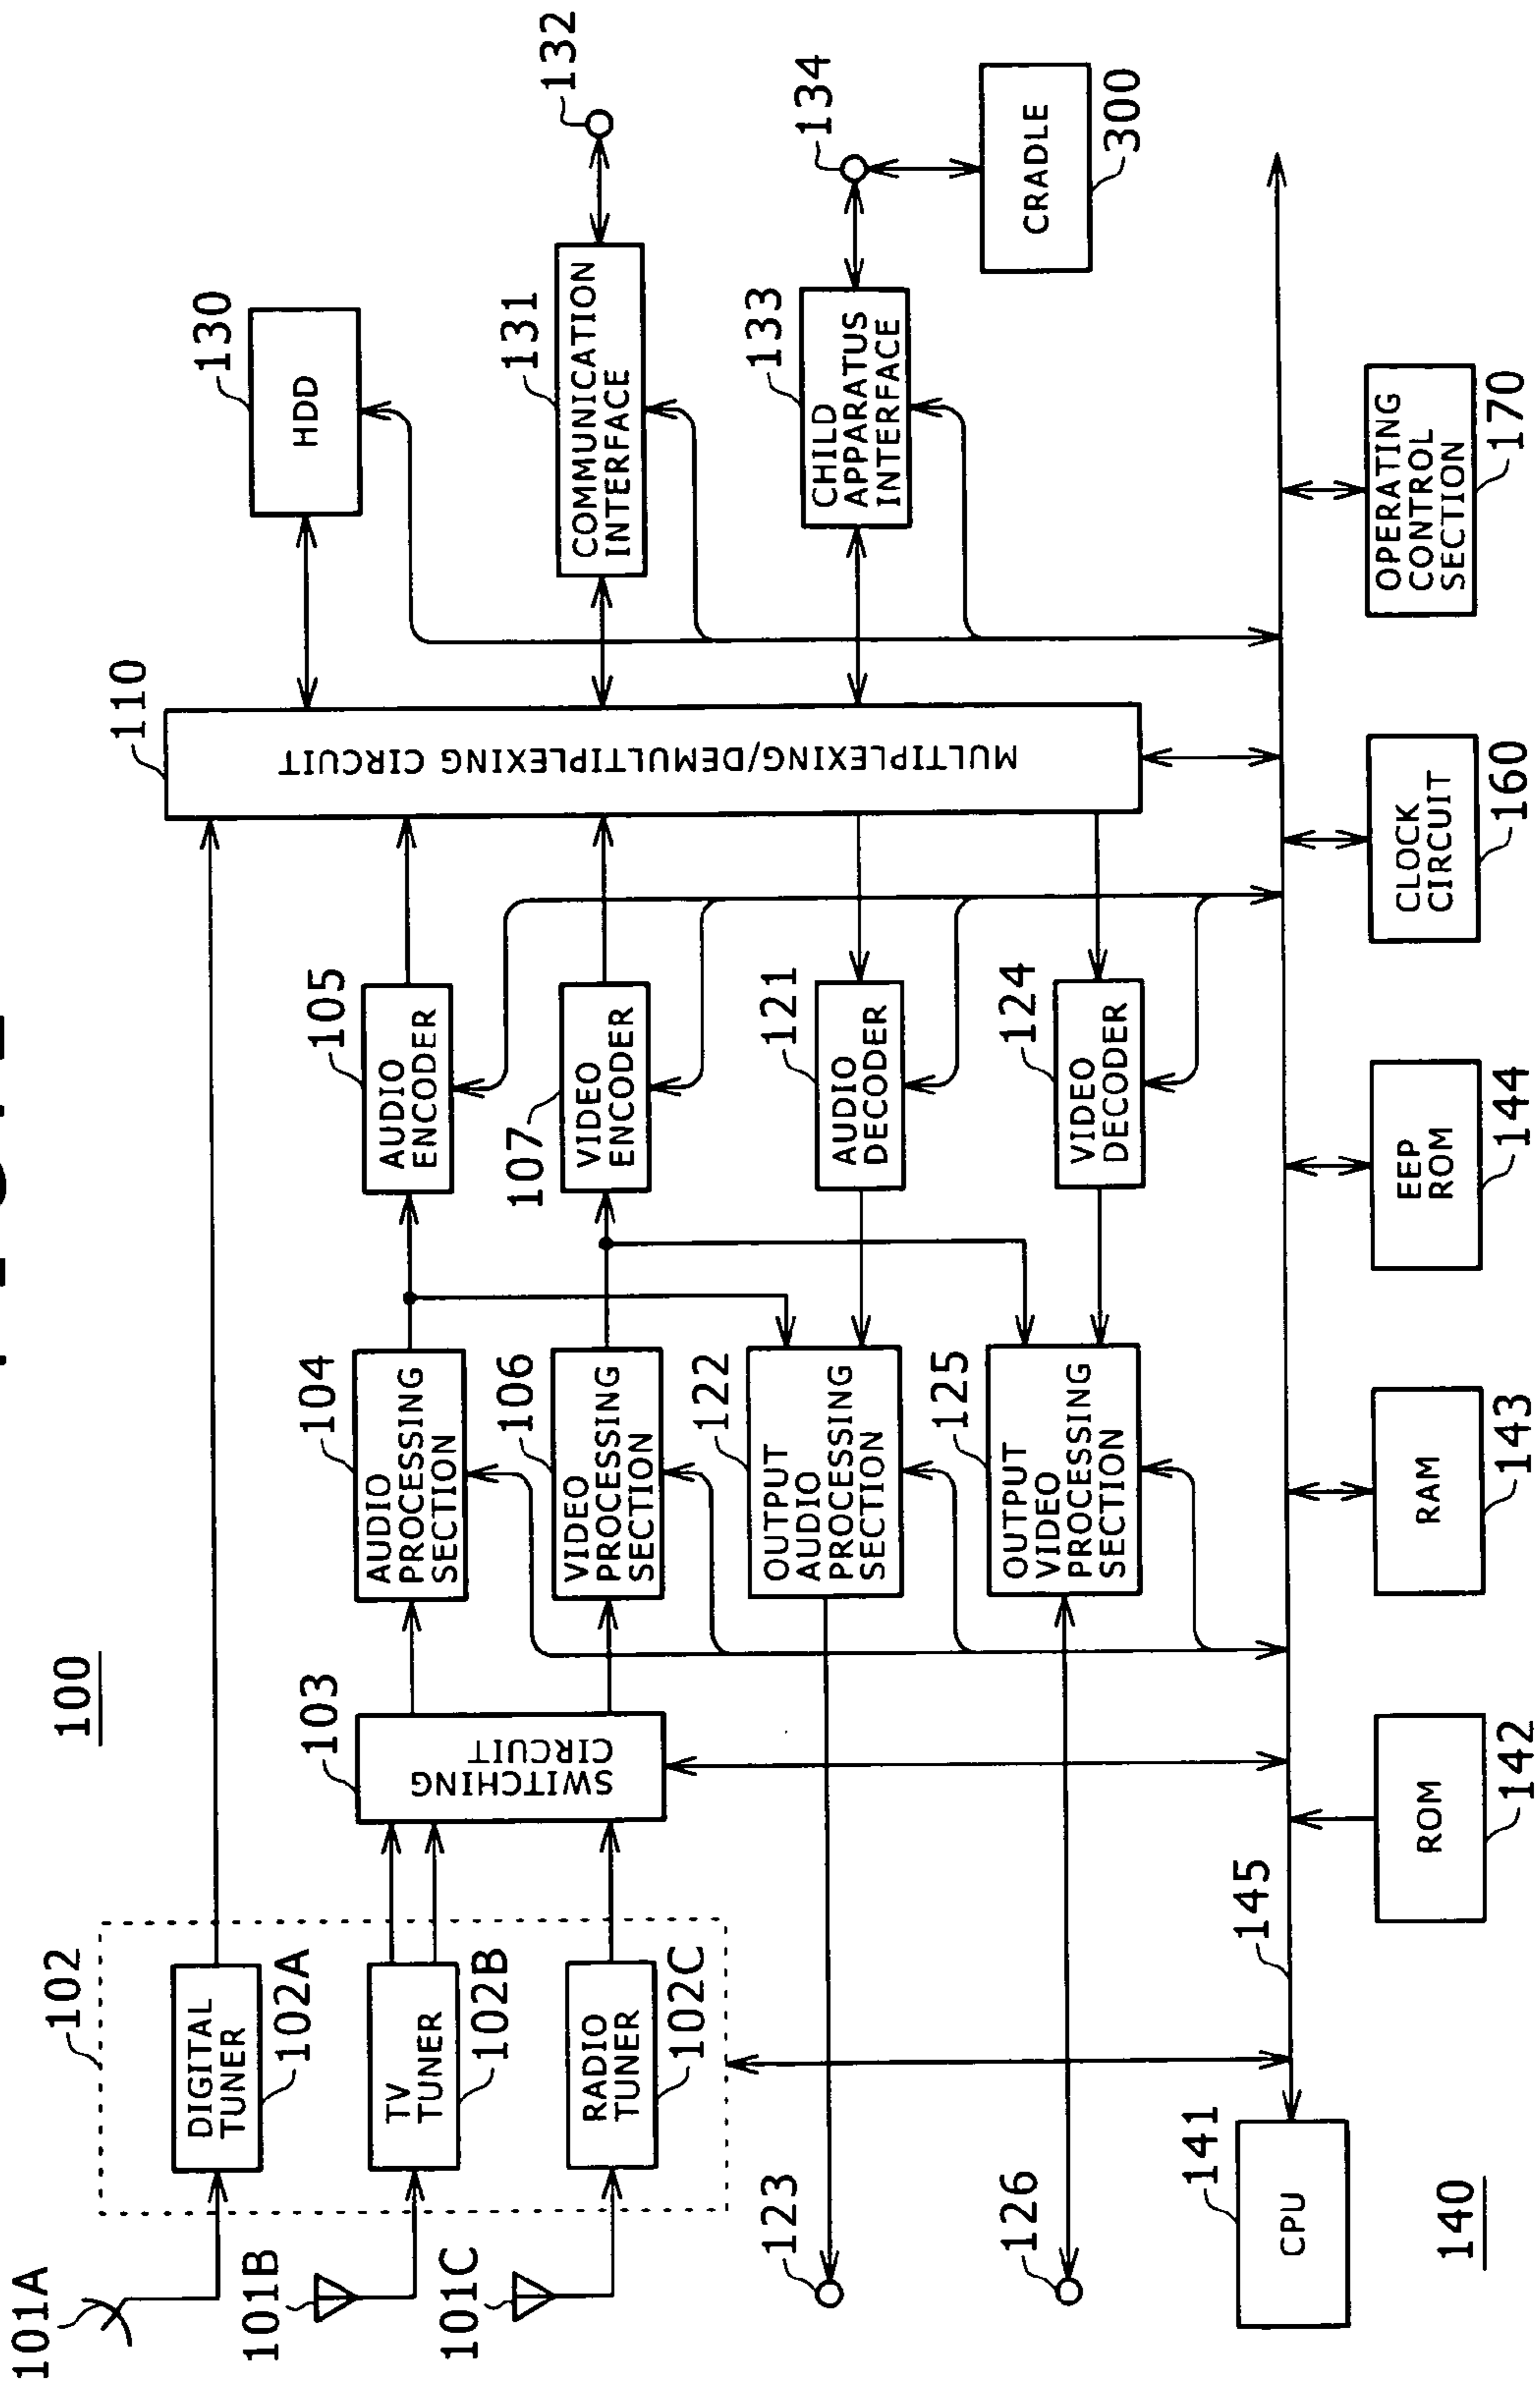 100
101A
101B
101C
102
DIGITAL
TUNER
102A
TV
TUNER
102B
RADIO
TUNER
102C
103
SWITCHING
CIRCUIT
104
AUDIO
PROCESSING
SECTION
105
AUDIO
ENCODER
106
VIDEO
PROCESSING
SECTION
107
VIDEO
ENCODER
110
MULTIPLEXING/DEMULTIPLEXING CIRCUIT
121
AUDIO
DECODER
122
OUTPUT
AUDIO
PROCESSING
SECTION
123
124
VIDEO
DECODER
125
OUTPUT
VIDEO
PROCESSING
SECTION
126
130
HDD
131
COMMUNICATION
INTERFACE
132
133
CHILD
APPARATUS
INTERFACE
134
CRADLE
300
140
141
CPU
145
ROM
142
RAM
143
EEP
ROM
144
CLOCK
CIRCUIT
160
OPERATING
CONTROL
SECTION
170